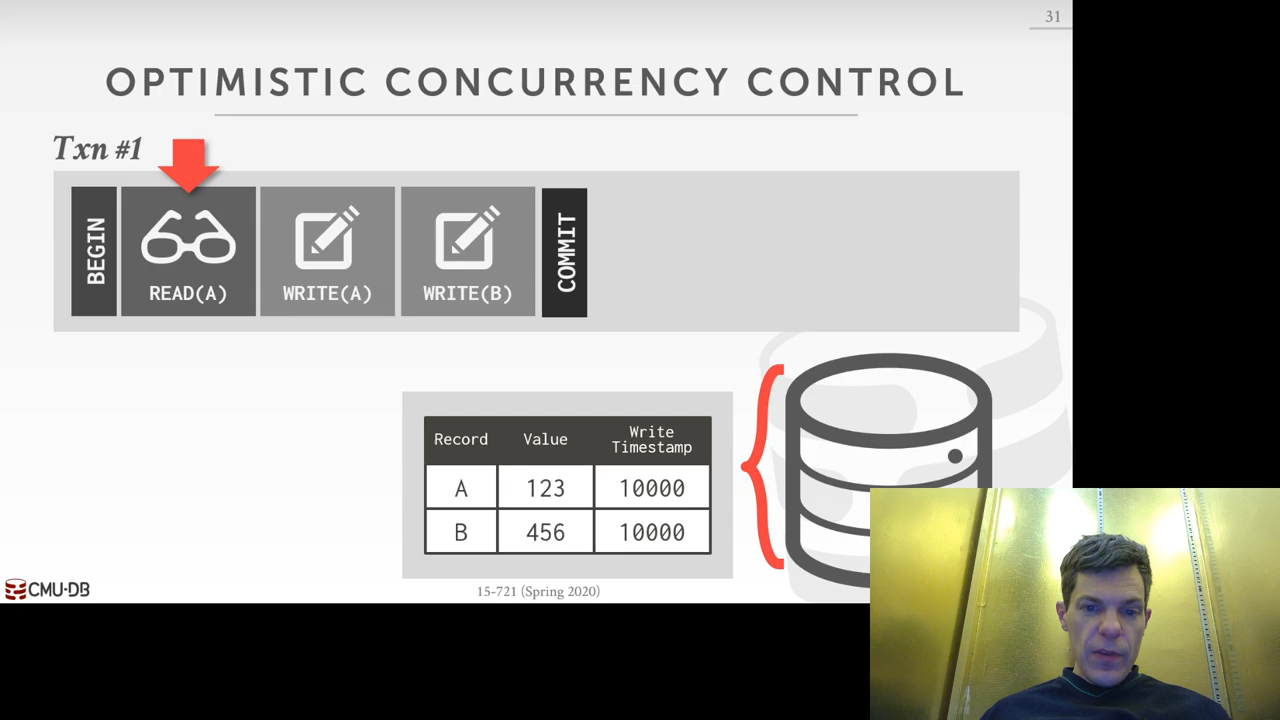 31
OPTIMISTIC CONCURRENCY CONTROL
Txn #1
BEGIN
READ(A)
WRITE(A)
WRITE(B)
COMMIT
Record Value Write Timestamp
A 123 10000
B 456 10000
CMU·DB
15-721 (Spring 2020)